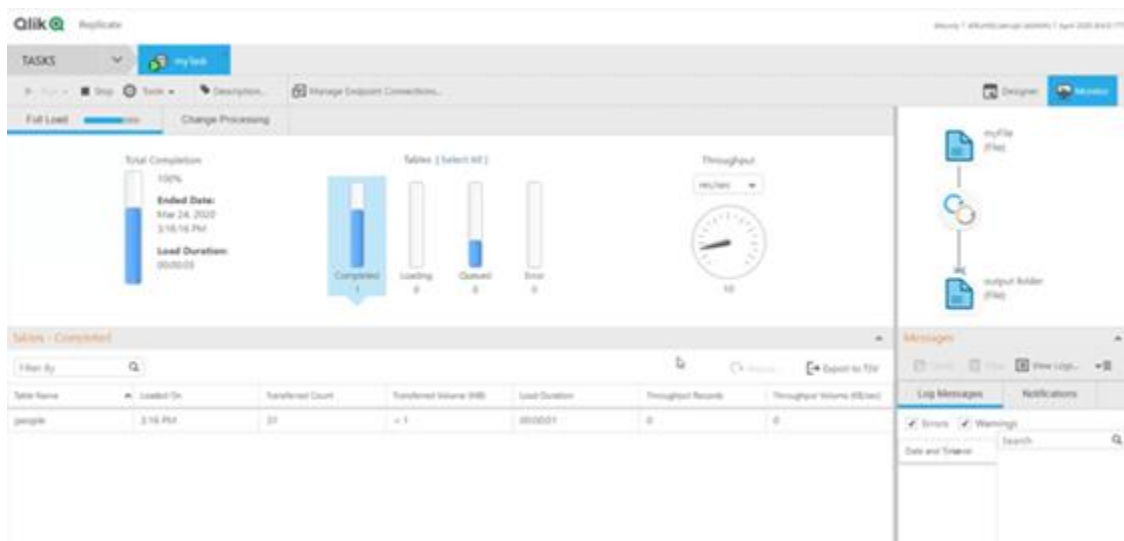 Qlik Replicate
TASKS
myTask
Stop
Tools
Description...
Manage Endpoint Connections...
Designer
Monitor
Full Load
Change Processing
Total Completion
100%
Ended Date:
Mar 24, 2020
3:16:16 PM
Load Duration:
00:00:03
Tables [ Select All ]
Completed
1
Loading
0
Queued
0
Error
0
Throughput
rec/sec
10
myFile
(File)
output folder
(File)
Tables - Completed
Filter By
Export to TSV
Table Name
Loaded On
Transferred Count
Transferred Volume (MB)
Load Duration
Throughput Records
Throughput Volume (KB/sec)
people
3:16 PM
31
< 1
00:00:01
0
0
Messages
View Logs...
Log Messages
Notifications
Errors
Warnings
Search
Date and Time